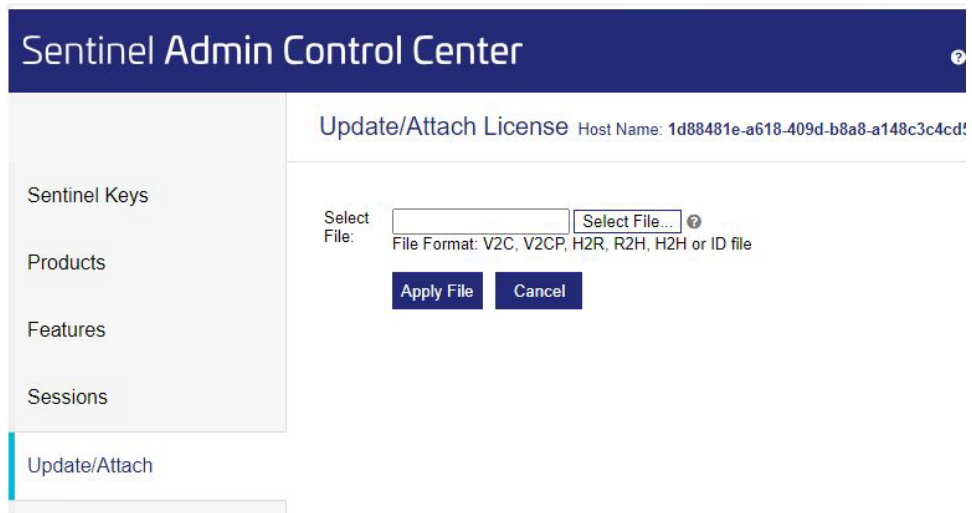 Sentinel Admin Control Center
Update/Attach License Host Name: 1d88481e-a618-409d-b8a8-a148c3c4cd5
Sentinel Keys
Products
Features
Sessions
Update/Attach
Select File:
Select File...
File Format: V2C, V2CP, H2R, R2H, H2H or ID file
Apply File
Cancel